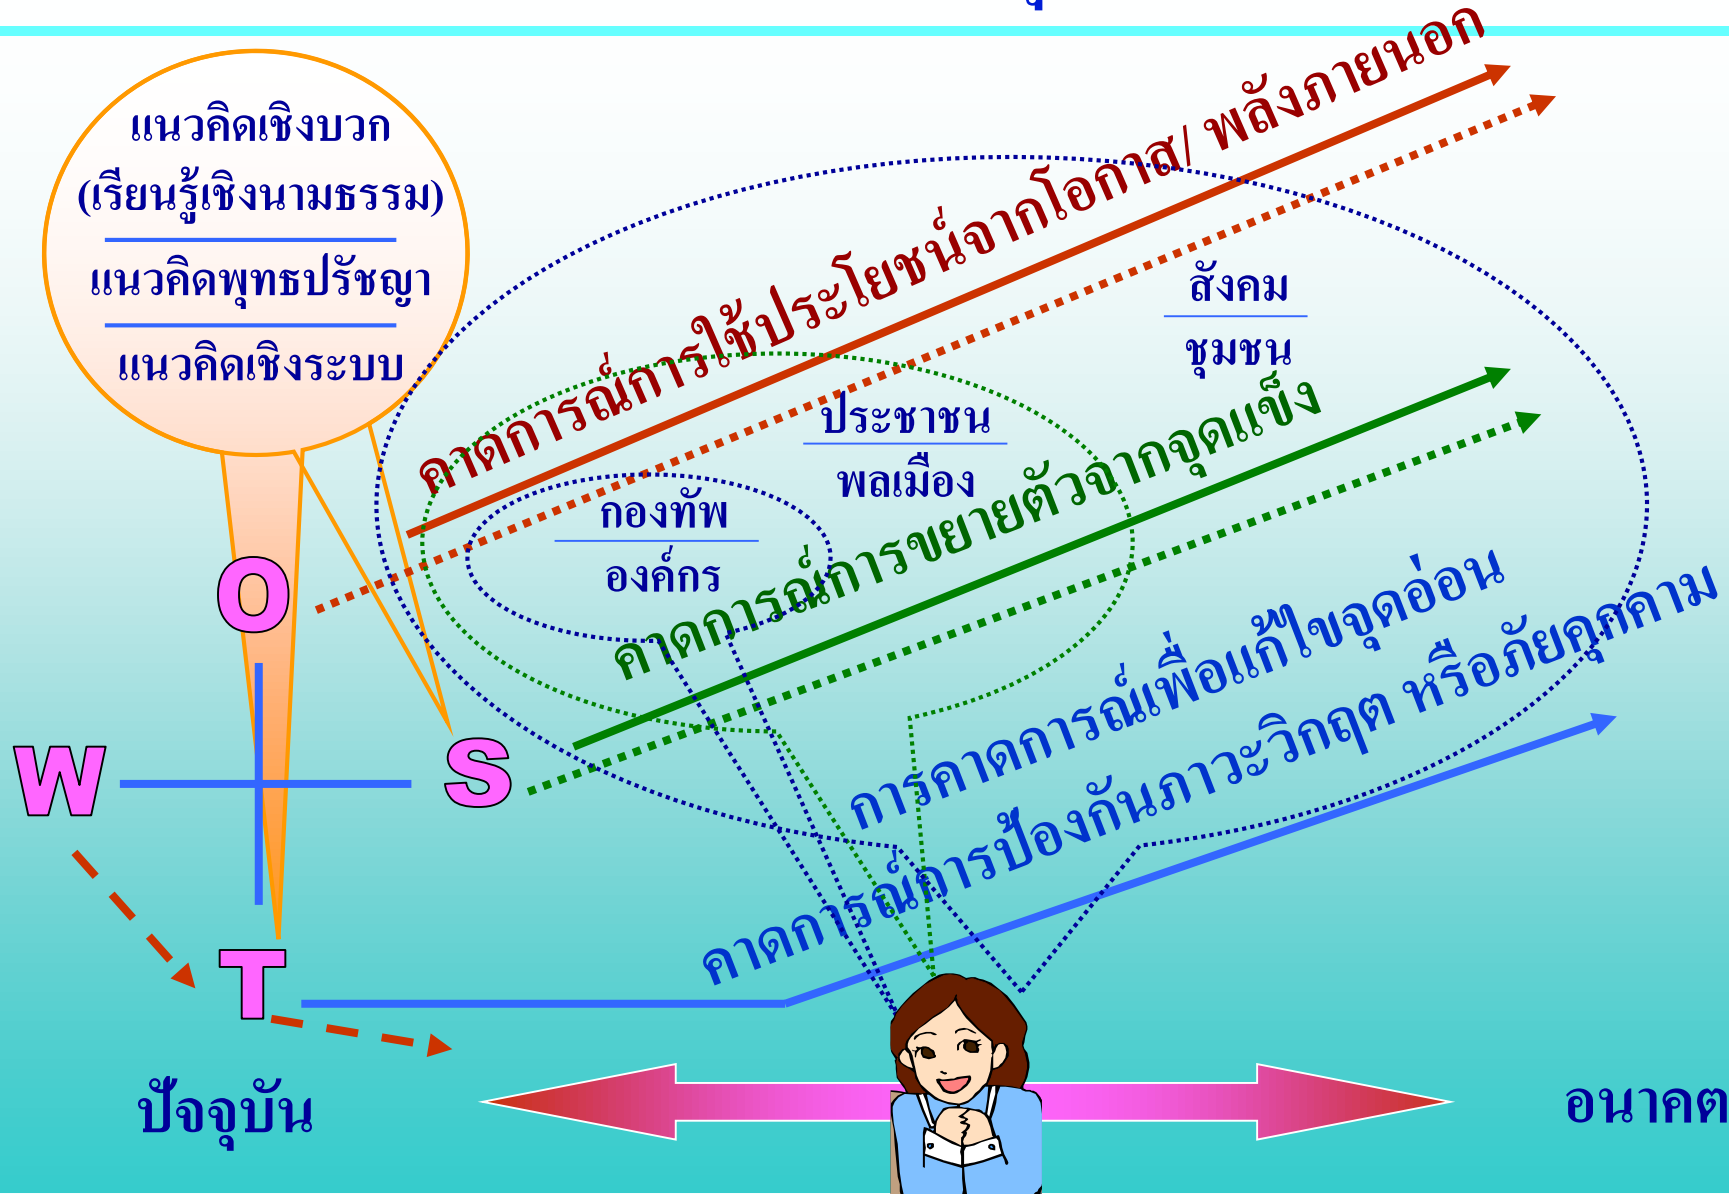 แนวคิดเชิงบวก
(เรียนรู้เชิงนามธรรม)
แนวคิดพุทธปรัชญา
แนวคิดเชิงระบบ
คาดการณ์การใช้ประโยชน์จากโอกาส/ พลังภายนอก
สังคม
ชุมชน
ประชาชน
พลเมือง
กองทัพ
องค์กร
คาดการณ์การขยายตัวจากจุดแข็ง
O
W
S
T
การคาดการณ์เพื่อแก้ไขจุดอ่อน
คาดการณ์การป้องกันภาวะวิกฤต หรือภัยคุกคาม
ปัจจุบัน
อนาคต